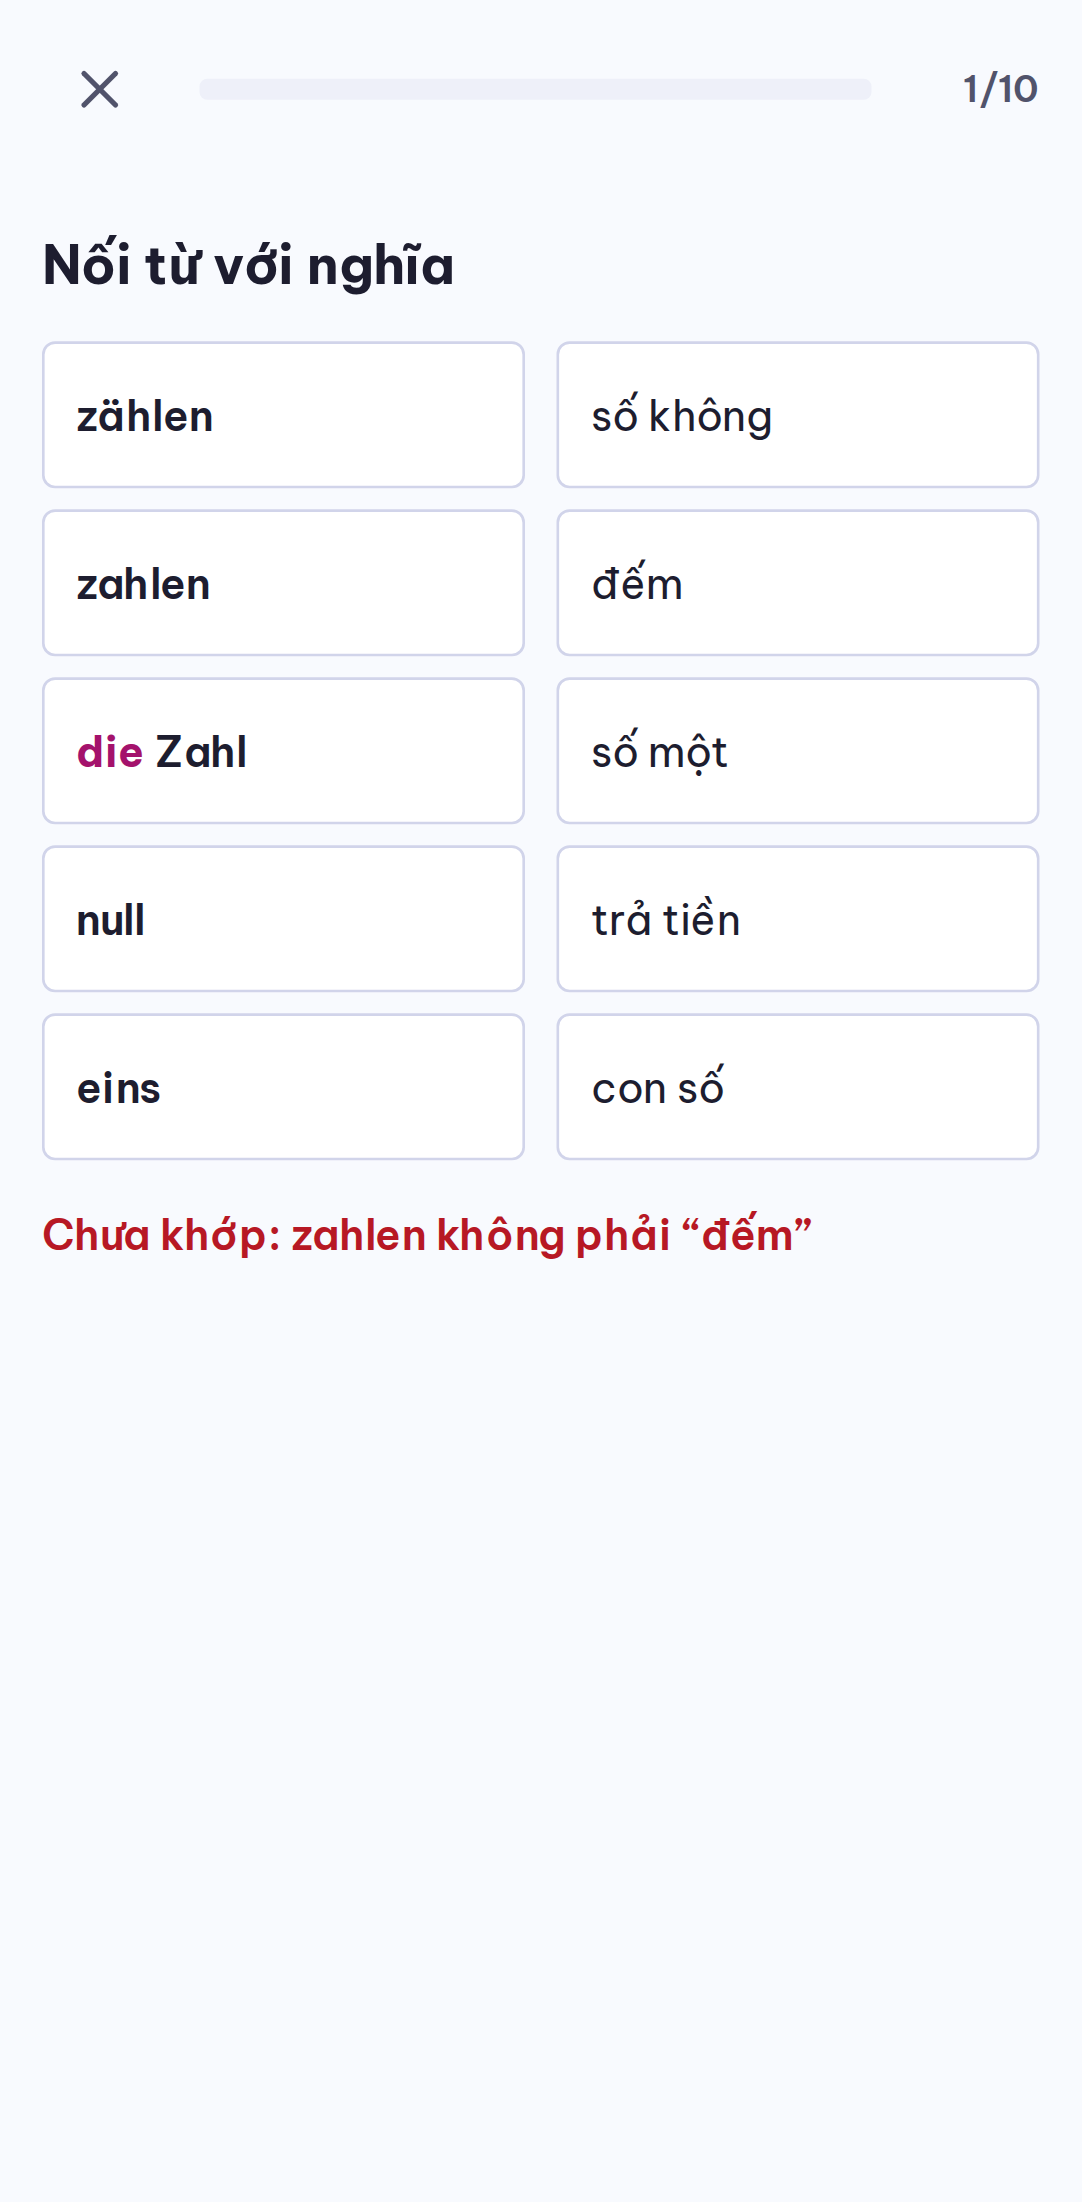 1/10
Nối từ với nghĩa
zählen
số không
zahlen
đếm
die Zahl
số một
null
trả tiền
eins
con số
Chưa khớp: zahlen không phải “đếm”